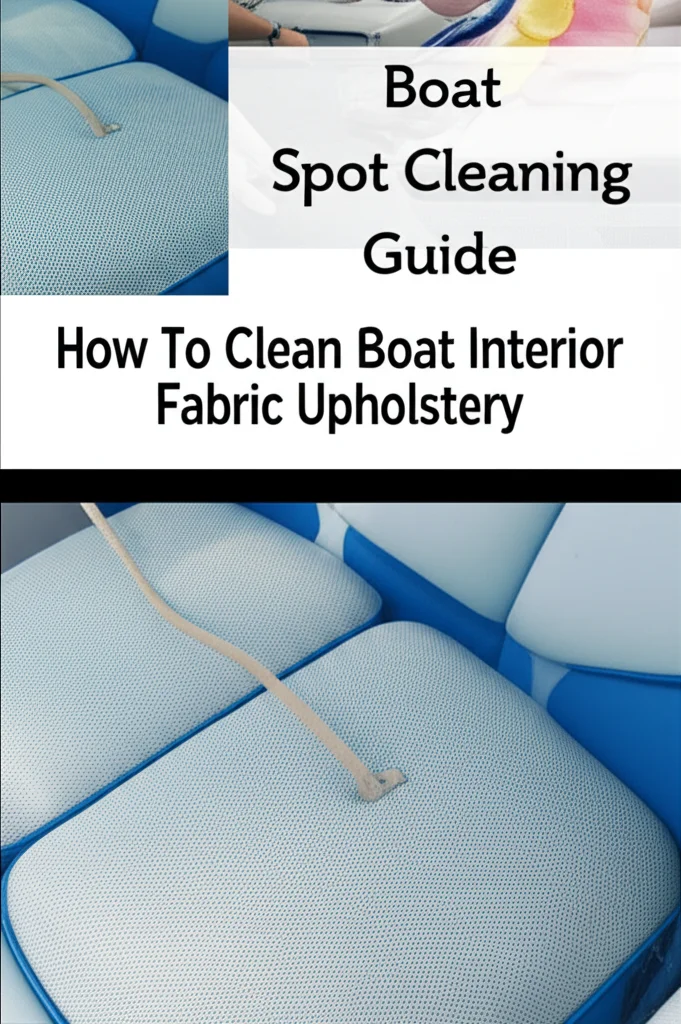 Boat
Spot Cleaning
Guide
How To Clean Boat Interior
Fabric Upholstery